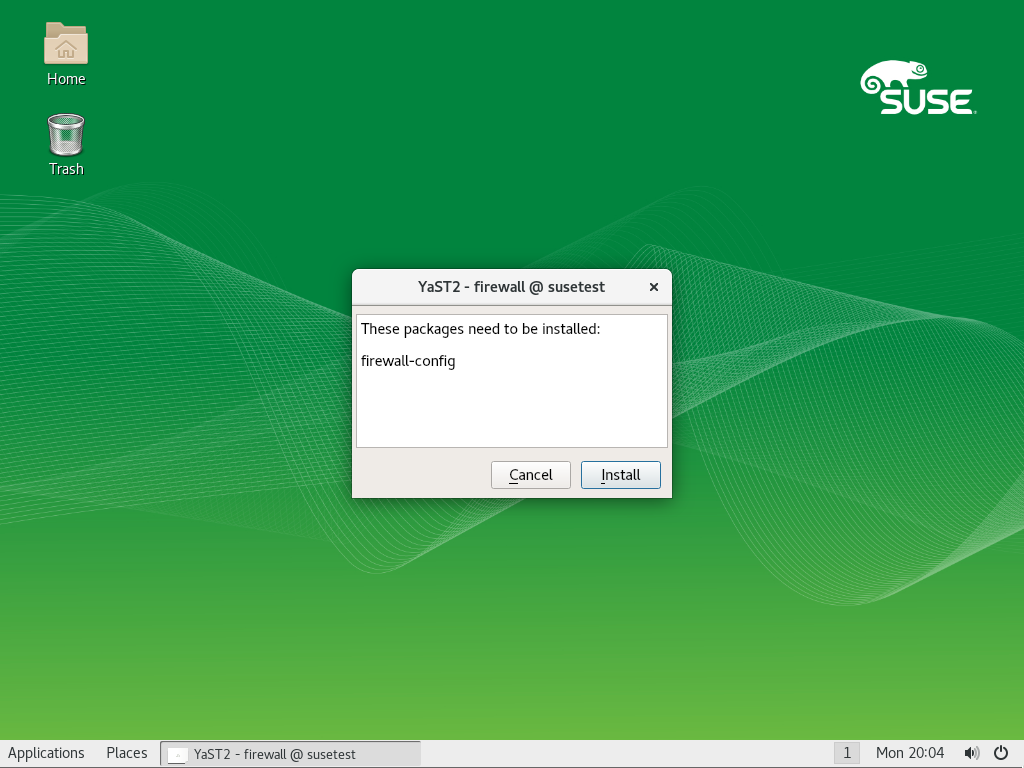 Home
Trash
SUSE
YaST2 - firewall @ susetest
These packages need to be installed:
firewall-config
Cancel
Install
Applications
Places
YaST2 - firewall @ susetest
1
Mon 20:04